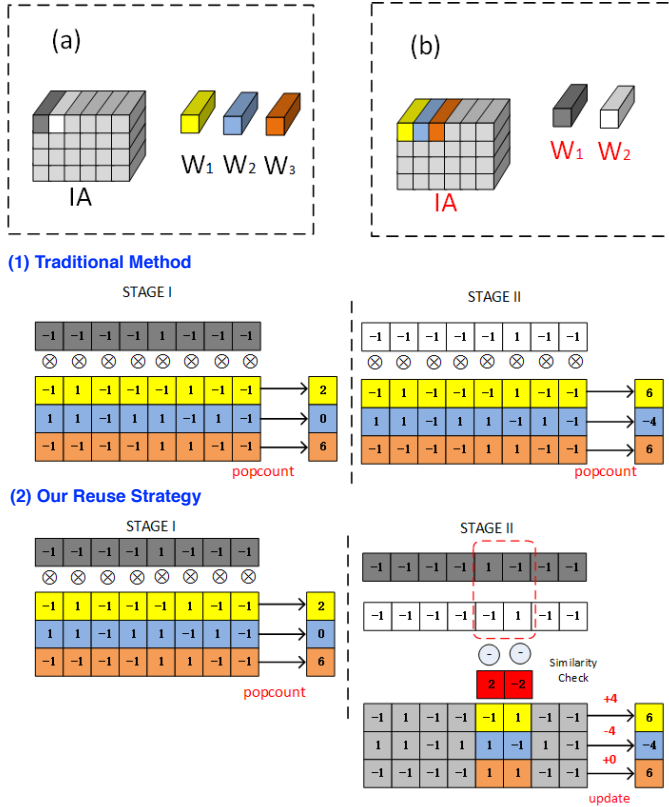 (a)
(b)
W1 W2 W3
IA
W1 W2
IA
(1) Traditional Method
STAGE I
-1 -1 -1 -1 1 -1 -1 -1
-1 1 -1 -1 -1 1 -1 -1 2
1 1 -1 1 1 -1 1 -1 0
-1 -1 -1 -1 1 1 -1 -1 6
popcount
STAGE II
-1 -1 -1 -1 -1 1 -1 -1
-1 1 -1 -1 -1 1 -1 -1 6
1 1 -1 1 1 -1 1 -1 -4
-1 -1 -1 -1 1 1 -1 -1 6
popcount
(2) Our Reuse Strategy
STAGE I
-1 -1 -1 -1 1 -1 -1 -1
-1 1 -1 -1 -1 1 -1 -1 2
1 1 -1 1 1 -1 1 -1 0
-1 -1 -1 -1 1 1 -1 -1 6
popcount
STAGE II
-1 -1 -1 -1 1 -1 -1 -1
-1 -1 -1 -1 -1 1 -1 -1
- -
Similarity
Check
2 -2
+4
-1 1 -1 -1 -1 1 -1 -1 6
-4
1 1 -1 1 1 -1 1 -1 -4
+0
-1 -1 -1 -1 1 1 -1 -1 6
update